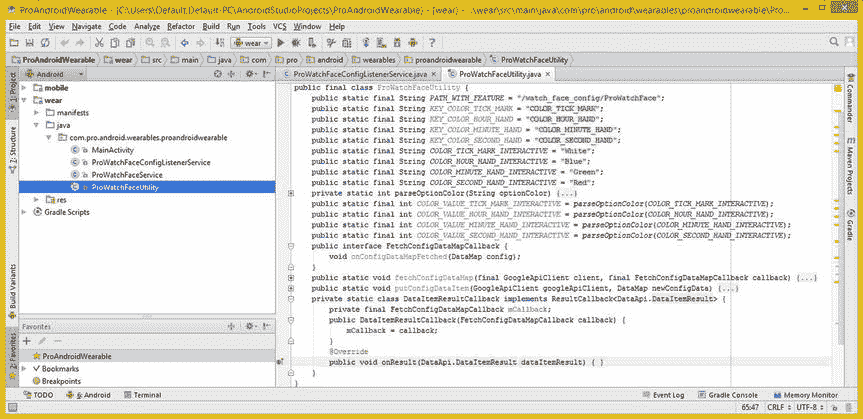 ProAndroidWearable - [C:\Users\Default.Default-PC\AndroidStudioProjects\ProAndroidWearable] - [wear] - ...\wear\src\main\java\com\pro\android\wearables\proandroidwearable\Pro...
File Edit View Navigate Code Analyze Refactor Build Run Tools VCS Window Help
wear
ProAndroidWearable wear src main java com pro android wearables proandroidwearable ProWatchFaceUtility
Android
ProWatchFaceConfigListenerService.java ProWatchFaceUtility.java
1: Project
7: Structure
Build Variants
2: Favorites
mobile
wear
manifests
java
com.pro.android.wearables.proandroidwearable
MainActivity
ProWatchFaceConfigListenerService
ProWatchFaceService
ProWatchFaceUtility
res
Gradle Scripts
Favorites
ProAndroidWearable
Bookmarks
Breakpoints
public final class ProWatchFaceUtility {
public static final String PATH_WITH_FEATURE = "/watch_face_config/ProWatchFace";
public static final String KEY_COLOR_TICK_MARK = "COLOR_TICK_MARK";
public static final String KEY_COLOR_HOUR_HAND = "COLOR_HOUR_HAND";
public static final String KEY_COLOR_MINUTE_HAND = "COLOR_MINUTE_HAND";
public static final String KEY_COLOR_SECOND_HAND = "COLOR_SECOND_HAND";
public static final String COLOR_TICK_MARK_INTERACTIVE = "White";
public static final String COLOR_HOUR_HAND_INTERACTIVE = "Blue";
public static final String COLOR_MINUTE_HAND_INTERACTIVE = "Green";
public static final String COLOR_SECOND_HAND_INTERACTIVE = "Red";
private static int parseOptionColor(String optionColor) {...}
public static final int COLOR_VALUE_TICK_MARK_INTERACTIVE = parseOptionColor(COLOR_TICK_MARK_INTERACTIVE);
public static final int COLOR_VALUE_HOUR_HAND_INTERACTIVE = parseOptionColor(COLOR_HOUR_HAND_INTERACTIVE);
public static final int COLOR_VALUE_MINUTE_HAND_INTERACTIVE = parseOptionColor(COLOR_MINUTE_HAND_INTERACTIVE);
public static final int COLOR_VALUE_SECOND_HAND_INTERACTIVE = parseOptionColor(COLOR_SECOND_HAND_INTERACTIVE);
public interface FetchConfigDataMapCallback {
void onConfigDataMapFetched(DataMap config);
}
public static void fetchConfigDataMap(final GoogleApiClient client, final FetchConfigDataMapCallback callback) {...}
public static void putConfigDataItem(GoogleApiClient googleApiClient, DataMap newConfigData) {...}
private static class DataItemResultCallback implements ResultCallback<DataApi.DataItemResult> {
private final FetchConfigDataMapCallback mCallback;
public DataItemResultCallback(FetchConfigDataMapCallback callback) {
mCallback = callback;
}
@Override
public void onResult(DataApi.DataItemResult dataItemResult) { }
}
}
Commander
Maven Projects
Gradle
TODO 6: Android Terminal Event Log Gradle Console Memory Monitor
65:47 CRLF UTF-8